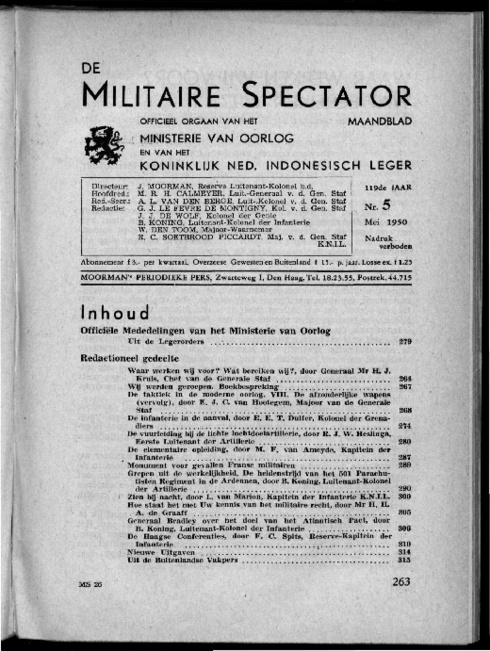 DE
MILITAIRE SPECTATOR
OFFICIEEL ORGAAN VAN HET MAANDBLAD
MINISTERIE VAN OORLOG
EN VAN HET
KONINKLIJK NED. INDONESISCH LEGER
Directeur: J. MOORMAN, Reserve Luitenant-Kolonel b.d.
Hoofdred.: M. R. H. CALMEYER, Luit.-Generaal v. d. Gen. Staf
Red.-Secr.: A. L. VAN DEN BERGE, Luit.-Kolonel v. d. Gen. Staf
Redactie: G. J. LE FEVRE DE MONTIGNY, Kol. v. d. Gen. Staf
J. J. DE WOLF, Kolonel der Genie
B. KONING, Luitenant-Kolonel der Infanterie
W. DEN TOOM, Majoor-Waarnemer
R. C. SOETBROOD PICCARDT, Maj. v. d. Gen. Staf
K.N.I.L.
119de JAAR
Nr. 5
Mei 1950
Nadruk
verboden
Abonnement f 3.- per kwartaal, Overzeese Gewesten en Buitenland f 15.- p. jaar. Losse ex. f 1.25
MOORMAN'S PERIODIEKE PERS, Zwarteweg 1, Den Haag, Tel. 18.23.55, Postrek. 44.715
Inhoud
Officiële Mededelingen van het Ministerie van Oorlog
Uit de Legerorders 279
Redactioneel gedeelte
Waar werken wij voor? Wat bereiken wij?, door Generaal Mr H. J.
Kruls, Chef van de Generale Staf 264
Wij werden geroepen. Boekbespreking 267
De taktiek in de moderne oorlog. VIII. De afzonderlijke wapens
(vervolg), door E. J. C. van Hootegem, Majoor van de Generale
Staf 268
De infanterie in de aanval, door E. E. T. Dulfer, Kolonel der Grena-
diers 274
De vuurleiding bij de lichte luchtdoelartillerie, door R. J. W. Heslinga,
Eerste Luitenant der Artillerie 280
De elementaire opleiding, door M. F. van Ameyde, Kapitein der
Infanterie 287
Monument voor gevallen Franse militairen 289
Grepen uit de werkelijkheid. De heldenstrijd van het 501 Parachu-
tisten Regiment in de Ardennen, door B. Koning, Luitenant-Kolonel
der Artillerie 290
Zien bij nacht, door L. van Marion, Kapitein der Infanterie K.N.I.L. 300
Hoe staat het met Uw kennis van het militaire recht, door Mr H. H.
A. de Graaff 305
Generaal Bradley over het doel van het Atlantisch Pact, door
B. Koning, Luitenant-Kolonel der Infanterie 306
De Haagse Conferenties, door F. C. Spits, Reserve-Kapitein der
Infanterie 310
Nieuwe Uitgaven 314
Uit de Buitenlandse Vakpers 315
MS 26 263